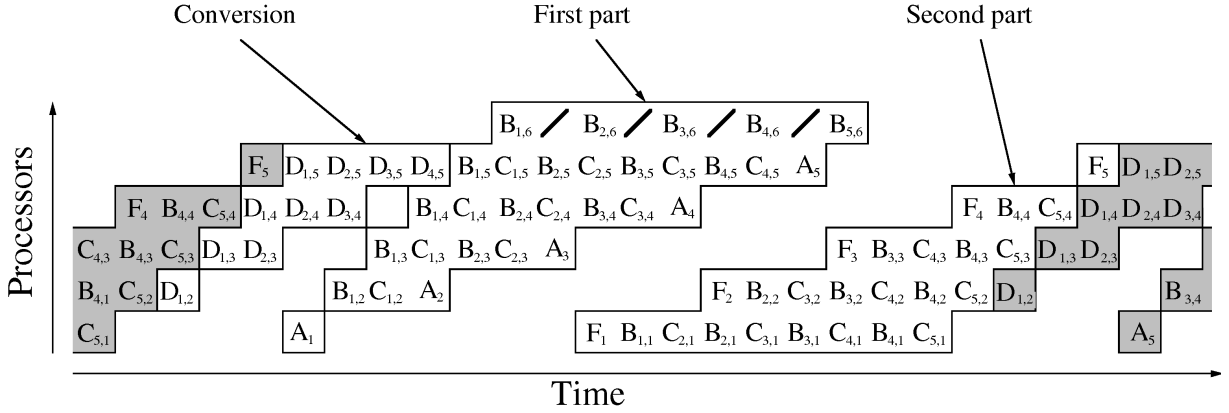 Conversion First part Second part
B1,6 B2,6 B3,6 B4,6 B5,6
F5 D1,5 D2,5 D3,5 D4,5 B1,5 C1,5 B2,5 C2,5 B3,5 C3,5 B4,5 C4,5 A5 F5 D1,5 D2,5
F4 B4,4 C5,4 D1,4 D2,4 D3,4 B1,4 C1,4 B2,4 C2,4 B3,4 C3,4 A4 F4 B4,4 C5,4 D1,4 D2,4 D3,4
C4,3 B4,3 C5,3 D1,3 D2,3 B1,3 C1,3 B2,3 C2,3 A3 F3 B3,3 C4,3 B4,3 C5,3 D1,3 D2,3
B4,1 C5,2 D1,2 B1,2 C1,2 A2 F2 B2,2 C3,2 B3,2 C4,2 B4,2 C5,2 D1,2 B3,4
C5,1 A1 F1 B1,1 C2,1 B2,1 C3,1 B3,1 C4,1 B4,1 C5,1 A5
Processors
Time